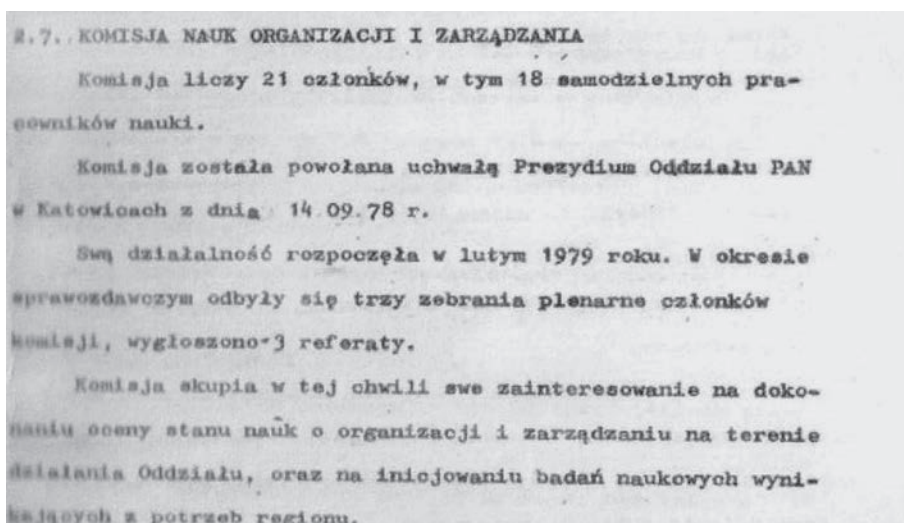 2.7. KOMISJA NAUK ORGANIZACJI I ZARZĄDZANIA
Komisja liczy 21 członków, w tym 18 samodzielnych pra-
cowników nauki.
Komisja została powołana uchwałą Prezydium Oddziału PAN
w Katowicach z dnia 14.09.78 r.
Swą działalność rozpoczęła w lutym 1979 roku. W okresie
sprawozdawczym odbyły się trzy zebrania plenarne członków
komisji, wygłoszono 3 referaty.
Komisja skupia w tej chwili swe zainteresowanie na doko-
naniu oceny stanu nauk o organizacji i zarządzaniu na terenie
działania Oddziału, oraz na inicjowaniu badań naukowych wyni-
kających z potrzeb regionu.